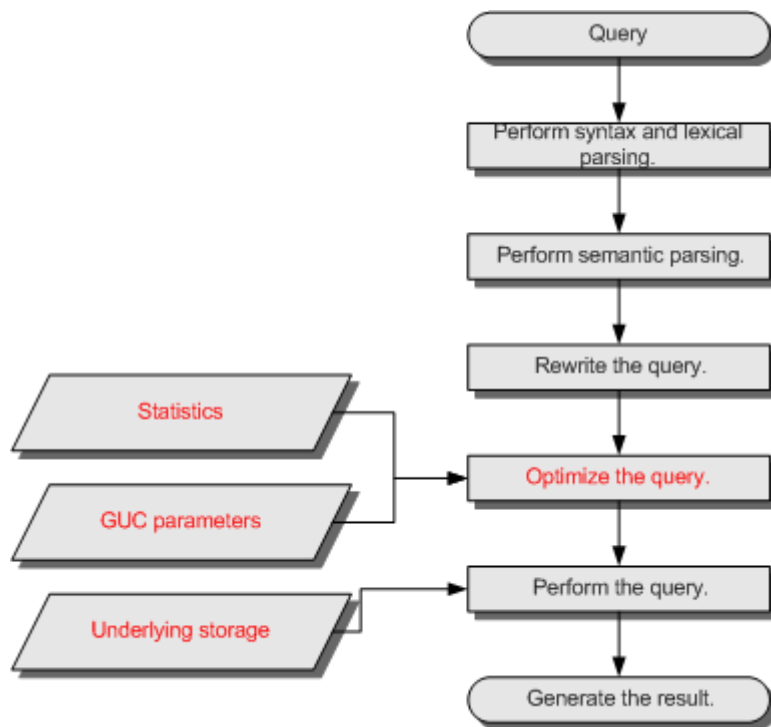 Query
Perform syntax and lexical
parsing.
Perform semantic parsing.
Rewrite the query.
Statistics
Optimize the query.
GUC parameters
Perform the query.
Underlying storage
Generate the result.